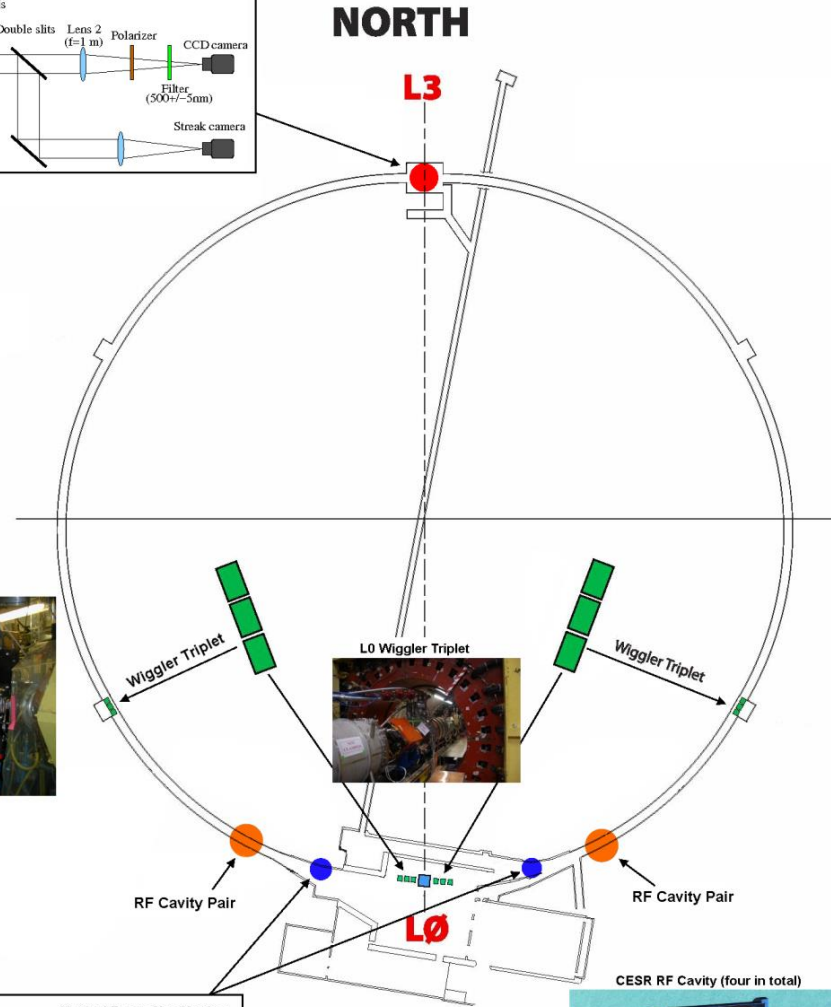 NORTH
Double slits
Lens 2
(f=1 m)
Polarizer
CCD camera
Filter
(500+/−5nm)
Streak camera
L3
Wiggler Triplet
L0 Wiggler Triplet
Wiggler Triplet
RF Cavity Pair
RF Cavity Pair
LØ
CESR RF Cavity (four in total)